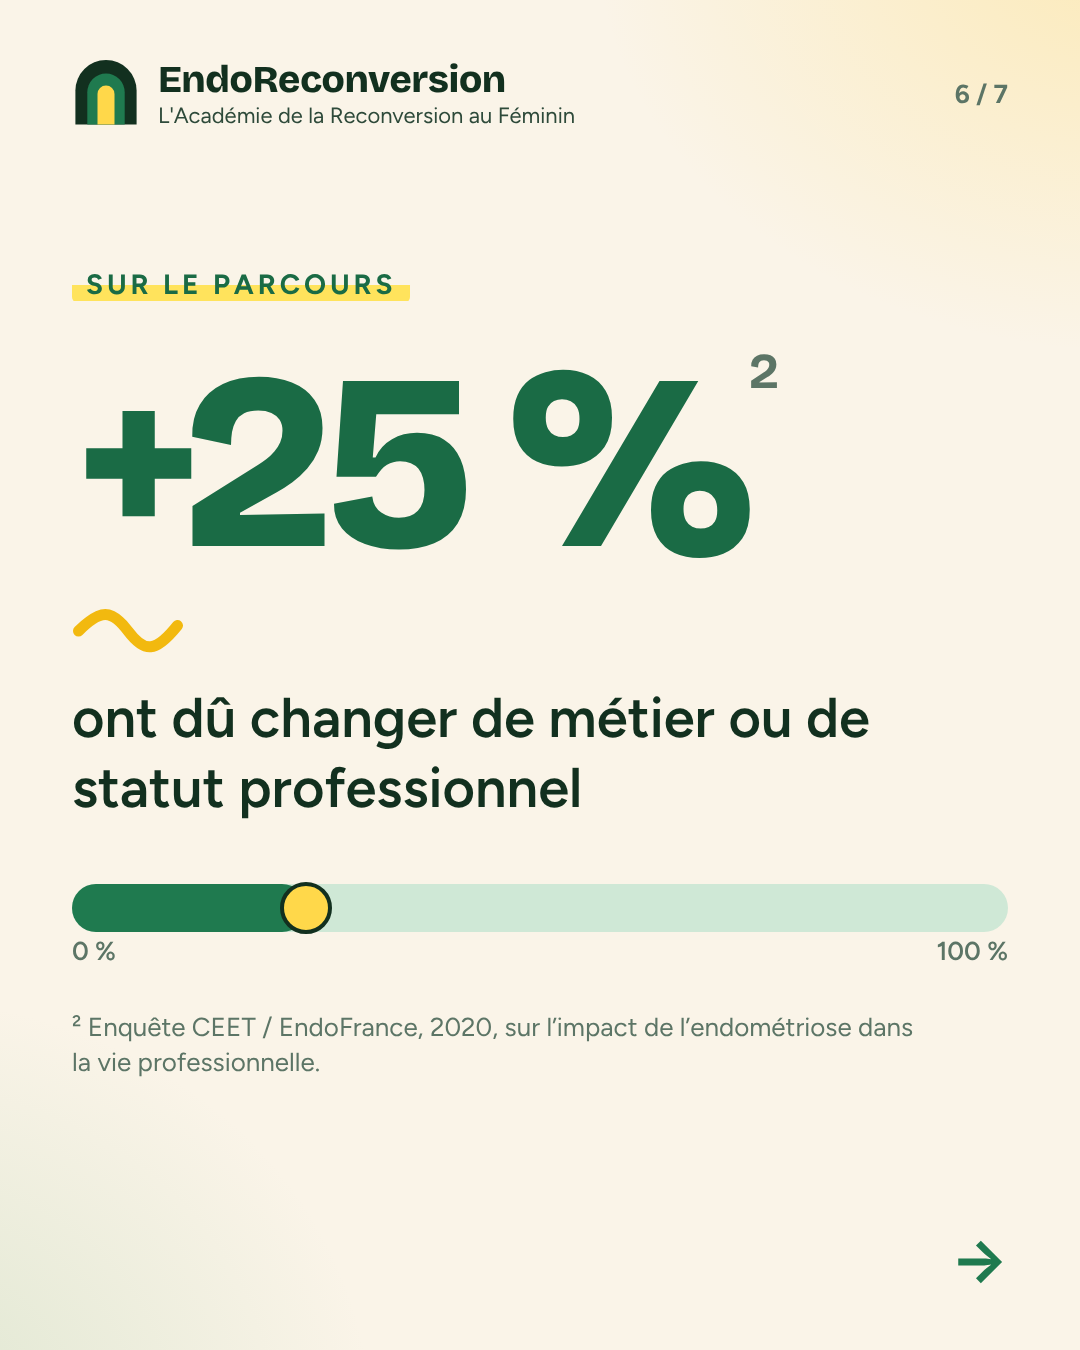 EndoReconversion
L'Académie de la Reconversion au Féminin
6 / 7
SUR LE PARCOURS
+25 % ²
ont dû changer de métier ou de
statut professionnel
0 %
100 %
² Enquête CEET / EndoFrance, 2020, sur l’impact de l’endométriose dans
la vie professionnelle.